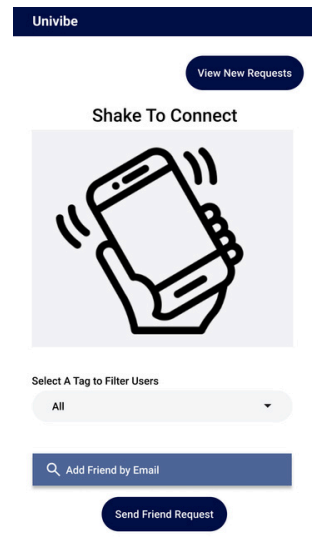 Univibe
View New Requests
Shake To Connect
Select A Tag to Filter Users
All
Add Friend by Email
Send Friend Request